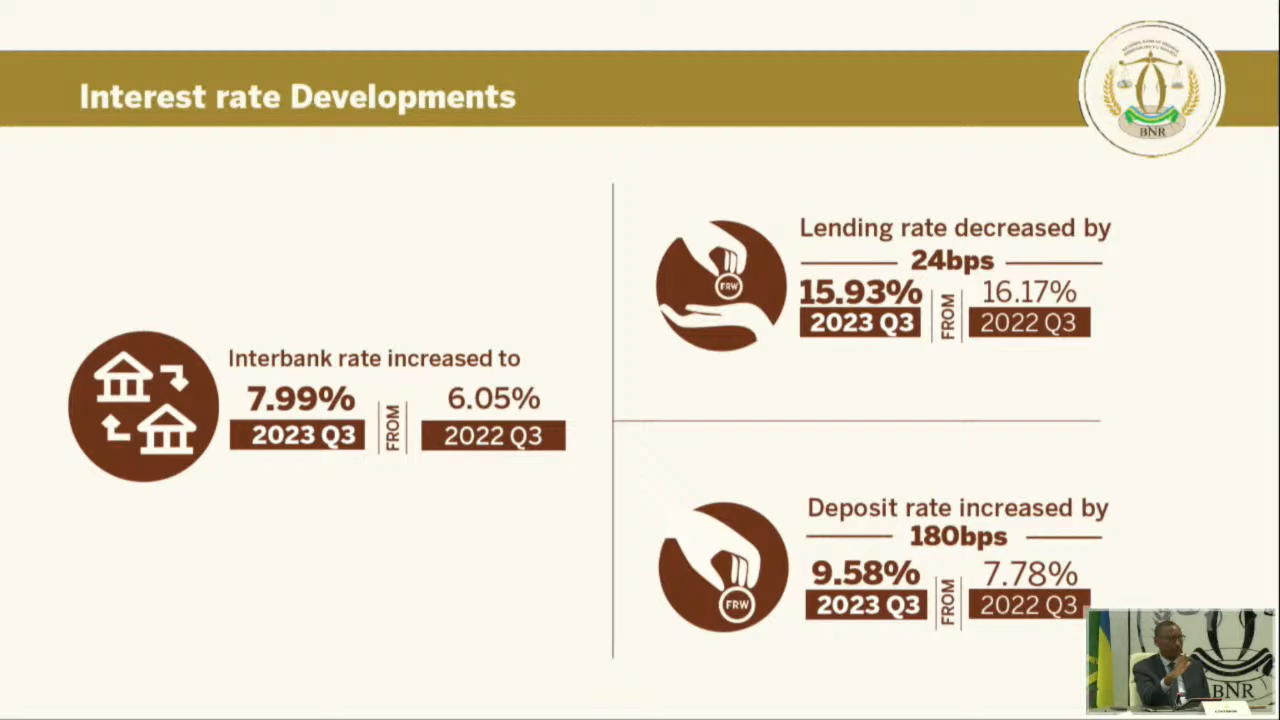 Interest rate Developments
BNR
Interbank rate increased to
7.99% FROM 6.05%
2023 Q3 2022 Q3
Lending rate decreased by
24bps
FRW
15.93% FROM 16.17%
2023 Q3 2022 Q3
Deposit rate increased by
180bps
FRW
9.58% FROM 7.78%
2023 Q3 2022 Q3
BNR